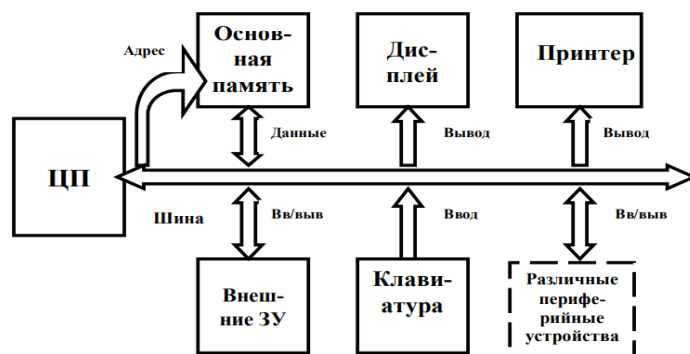 Адрес
Основ-
ная
память
Дис-
плей
Принтер
Данные
Вывод
Вывод
ЦП
Шина
Вв/выв
Ввод
Вв/выв
Внеш-
ние ЗУ
Клави-
атура
Различные
перифе-
рийные
устройства